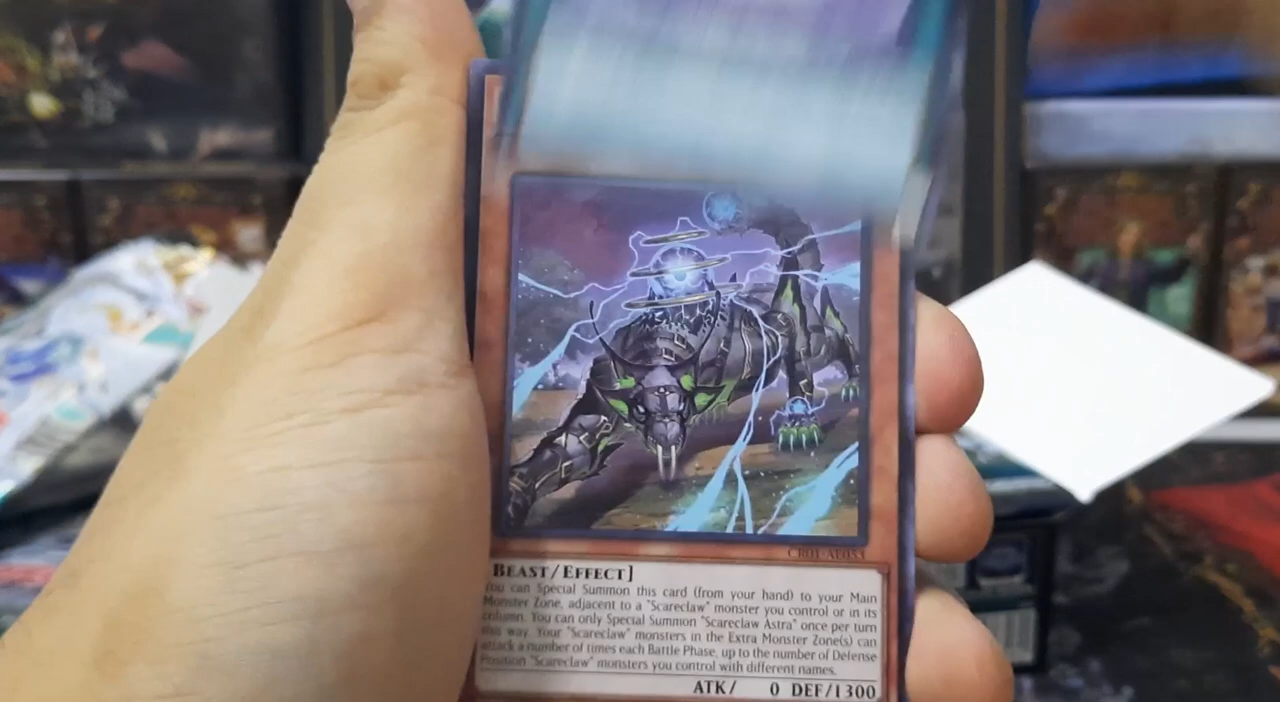 CR01-AE053
BEAST/EFFECT]
You can Special Summon this card (from your hand) to your Main
Monster Zone, adjacent to a "Scareclaw" monster you control or in its
column. You can only Special Summon "Scareclaw Astra" once per turn
this way. Your "Scareclaw" monsters in the Extra Monster Zone(s) can
attack a number of times each Battle Phase, up to the number of Defense
Position "Scareclaw" monsters you control with different names.
ATK/ 0 DEF/1300